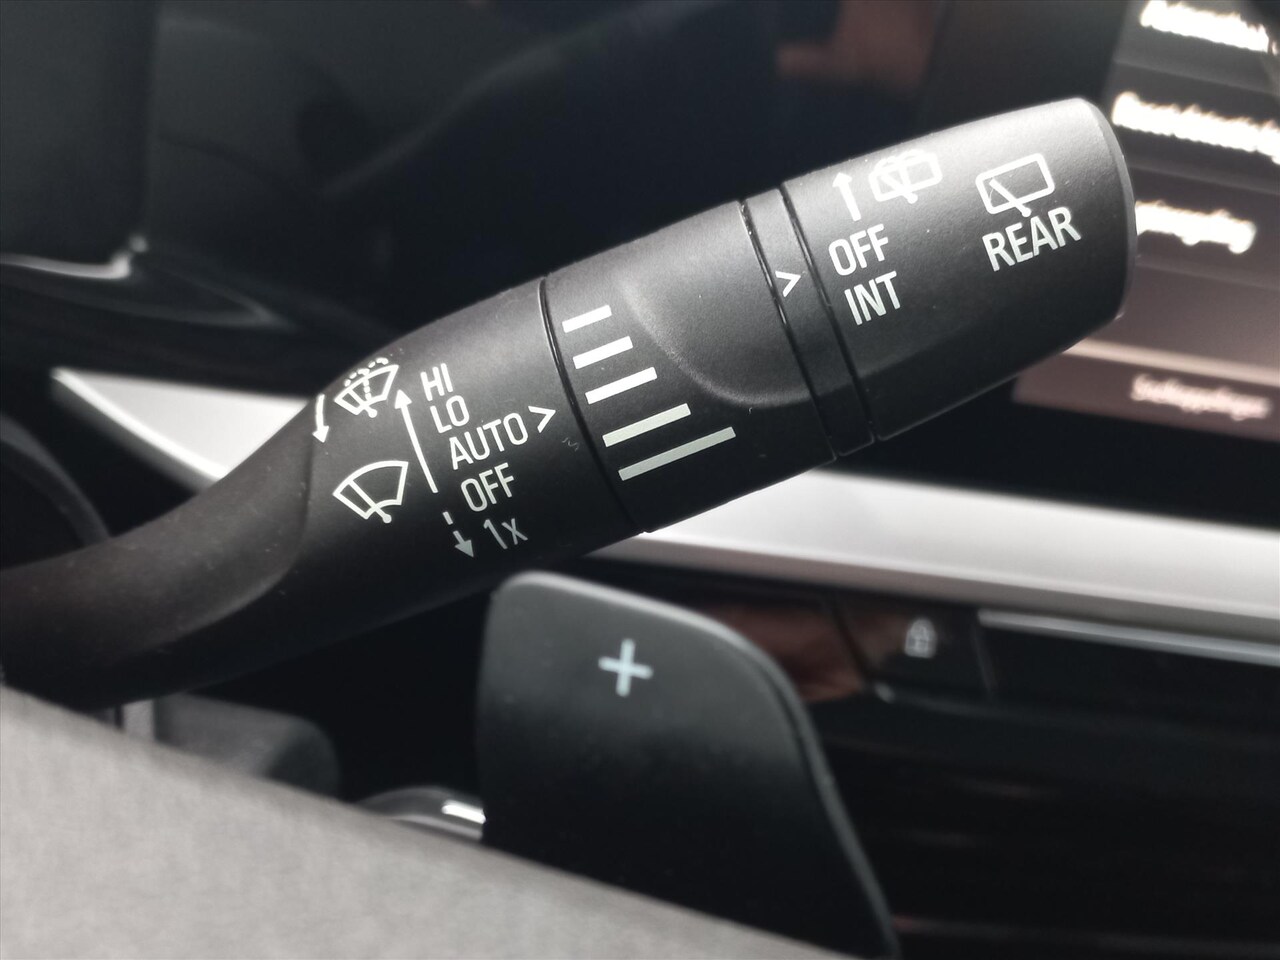 HI
LO
AUTO >
OFF
1x
>
OFF
INT
REAR
+